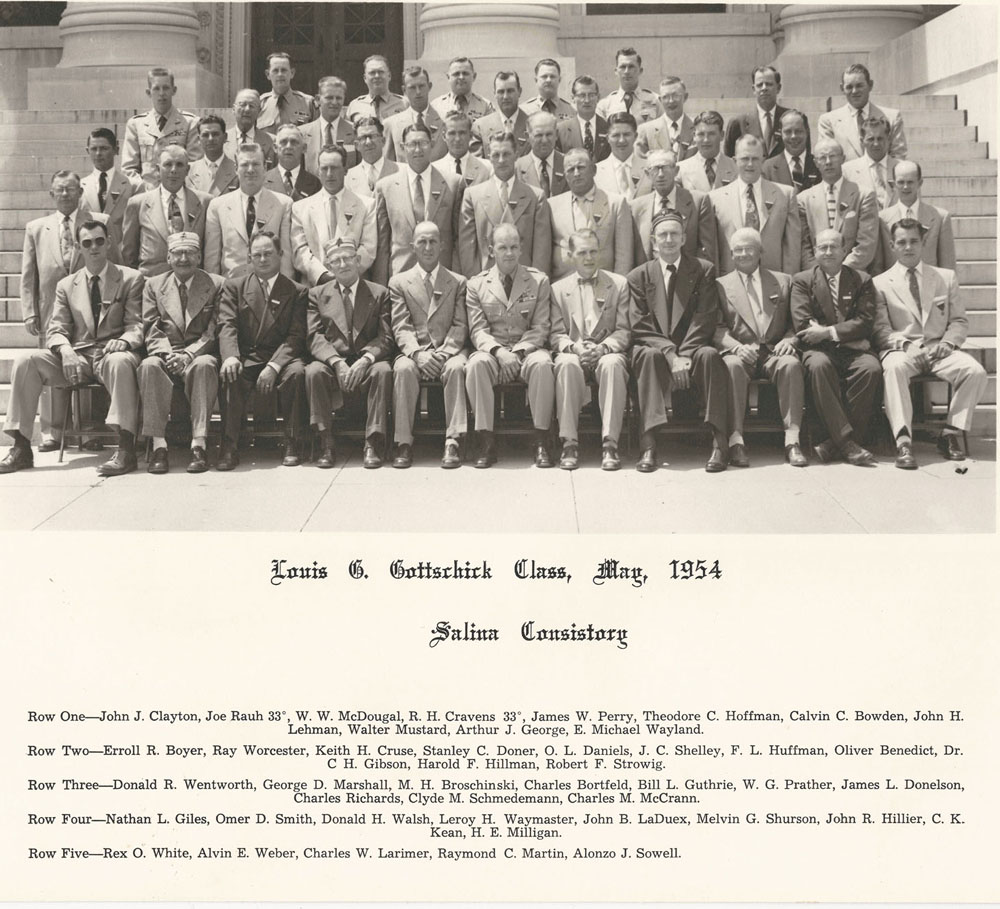 Louis G. Gottschick Class, May, 1954
Salina Consistory
Row One—John J. Clayton, Joe Rauh 33°, W. W. McDougal, R. H. Cravens 33°, James W. Perry, Theodore C. Hoffman, Calvin C. Bowden, John H.
Lehman, Walter Mustard, Arthur J. George, E. Michael Wayland.
Row Two—Erroll R. Boyer, Ray Worcester, Keith H. Cruse, Stanley C. Doner, O. L. Daniels, J. C. Shelley, F. L. Huffman, Oliver Benedict, Dr.
C H. Gibson, Harold F. Hillman, Robert F. Strowig.
Row Three—Donald R. Wentworth, George D. Marshall, M. H. Broschinski, Charles Bortfeld, Bill L. Guthrie, W. G. Prather, James L. Donelson,
Charles Richards, Clyde M. Schmedemann, Charles M. McCrann.
Row Four—Nathan L. Giles, Omer D. Smith, Donald H. Walsh, Leroy H. Waymaster, John B. LaDuex, Melvin G. Shurson, John R. Hillier, C. K.
Kean, H. E. Milligan.
Row Five—Rex O. White, Alvin E. Weber, Charles W. Larimer, Raymond C. Martin, Alonzo J. Sowell.